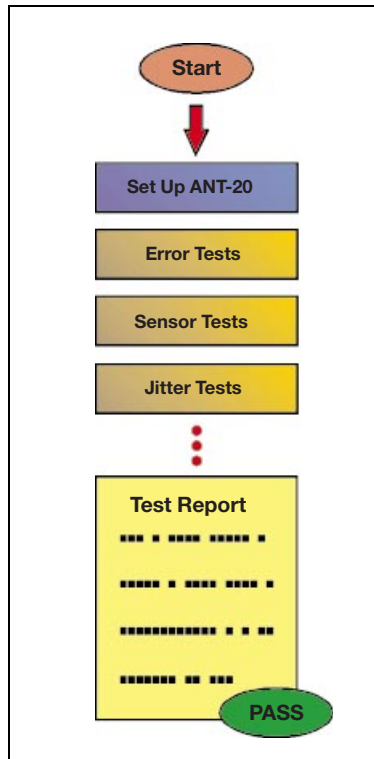 Start
Set Up ANT-20
Error Tests
Sensor Tests
Jitter Tests
Test Report
PASS